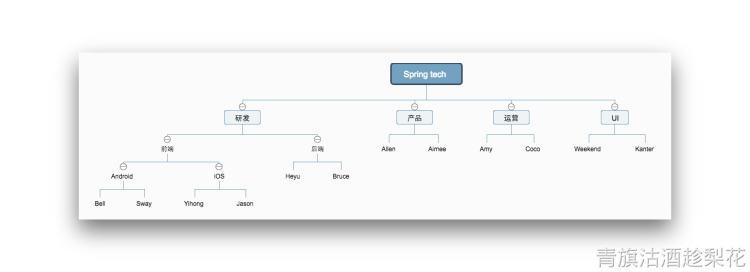 Spring tech
研发
产品
运营
UI
前端
后端
Allen
Aimee
Amy
Coco
Weekend
Kanter
Android
iOS
Heyu
Bruce
Bell
Sway
Yihong
Jason
青旗沽酒趁梨花